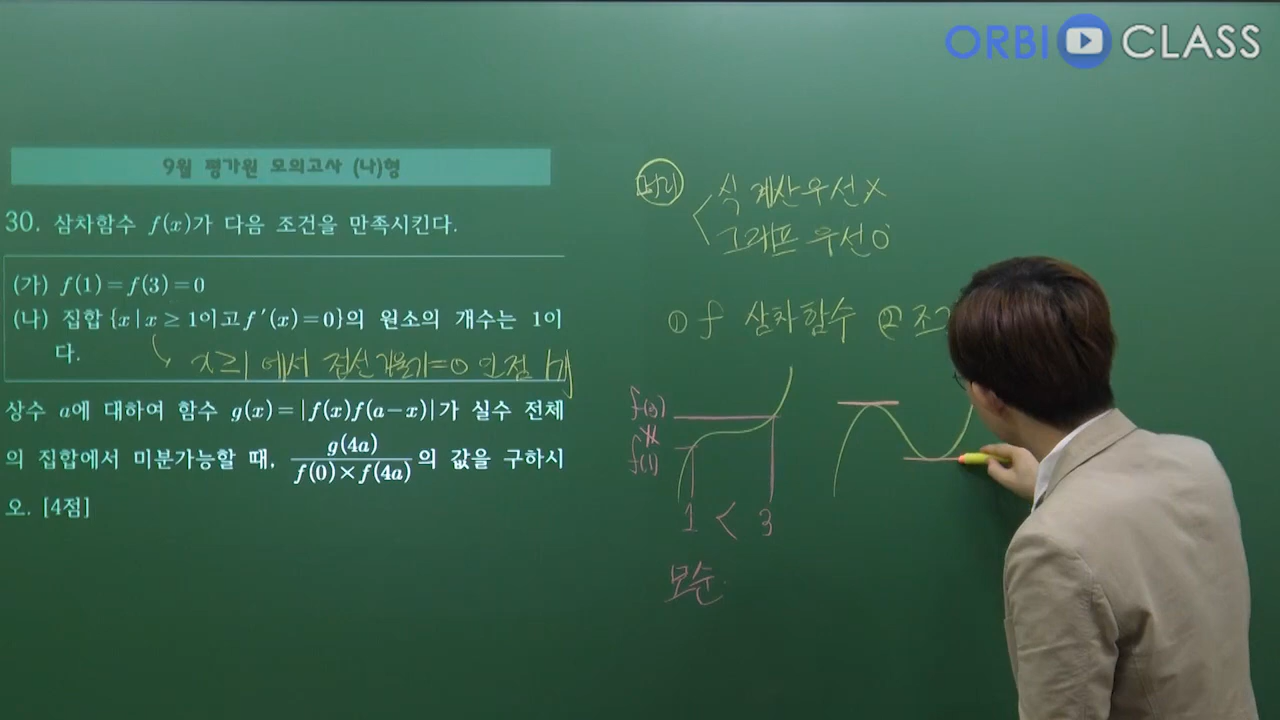 ORBI CLASS
9월 평가원 모의고사 (나)형
30. 삼차함수 f(x)가 다음 조건을 만족시킨다.
(가) f(1)=f(3)=0
(나) 집합 {x|x≥1이고 f′(x)=0}의 원소의 개수는 1이
다.
x≥1 에서 접선 기울기=0 인 점 1개
상수 a에 대하여 함수 g(x)=|f(x)f(a-x)|가 실수 전체
의 집합에서 미분가능할 때, g(4a)/f(0)×f(4a)의 값을 구하시
오. [4점]
식 계산 우선 X
그래프 우선 O
① f 삼차함수 ② 조
f(3)
f(1)
1 < 3
모순